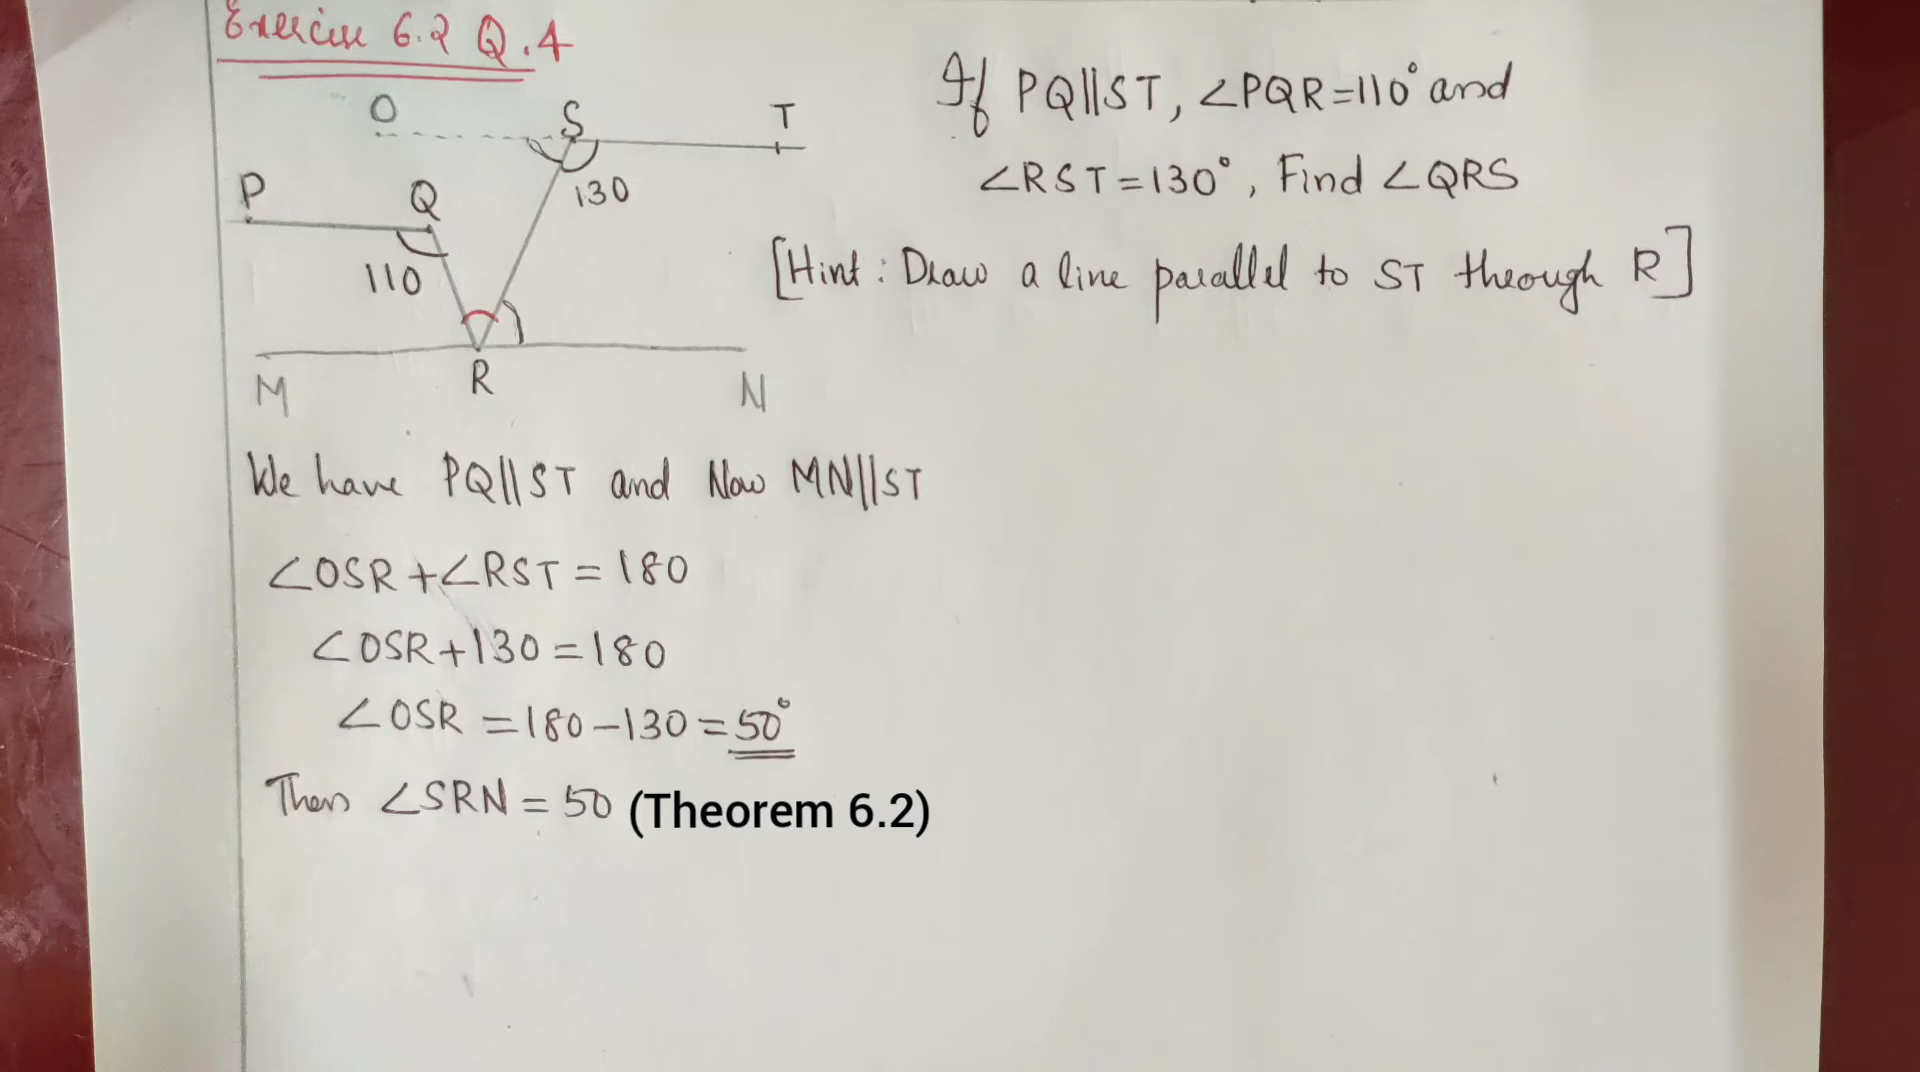 Exercise 6.2 Q.4
If PQ||ST, ∠PQR=110° and
∠RST=130°, Find ∠QRS
[Hint: Draw a line parallel to ST through R]
O S T
P Q 130
110
R
M N
We have PQ||ST and Now MN||ST
∠OSR+∠RST=180
∠OSR+130=180
∠OSR=180-130=50°
Then ∠SRN=50 (Theorem 6.2)